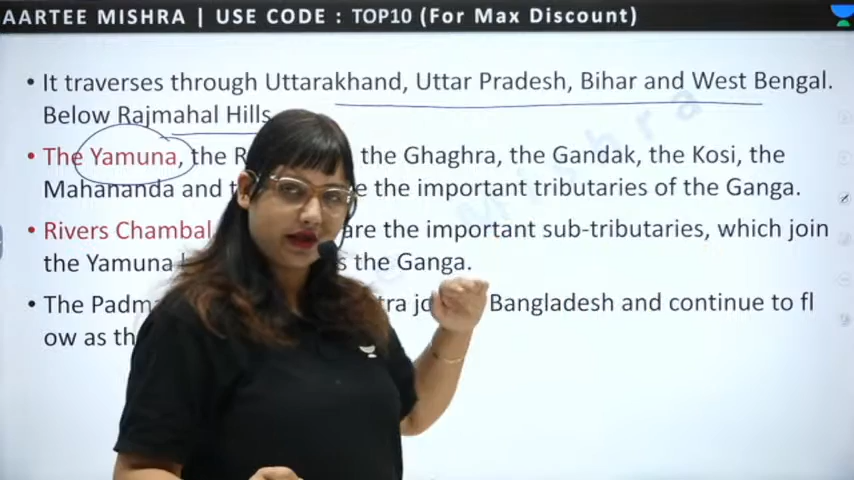 AARTEE MISHRA | USE CODE : TOP10 (For Max Discount)
• It traverses through Uttarakhand, Uttar Pradesh, Bihar and West Bengal.
Below Rajmahal Hills
• The Yamuna, the the Ghaghra, the Gandak, the Kosi, the
Mahananda and the important tributaries of the Ganga.
• Rivers Chambal are the important sub-tributaries, which join
the Yamuna the Ganga.
• The Bangladesh and continue to fl
ow as
Mishra